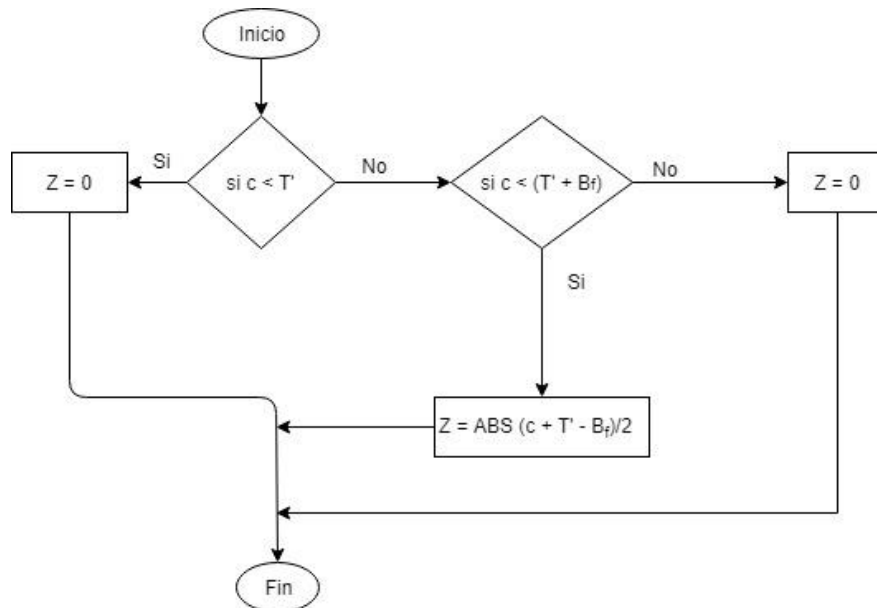 Inicio
Si
si c < T'
No
si c < (T' + Bf)
No
Z = 0
Z = 0
Si
Z = ABS (c + T' - Bf)/2
Fin